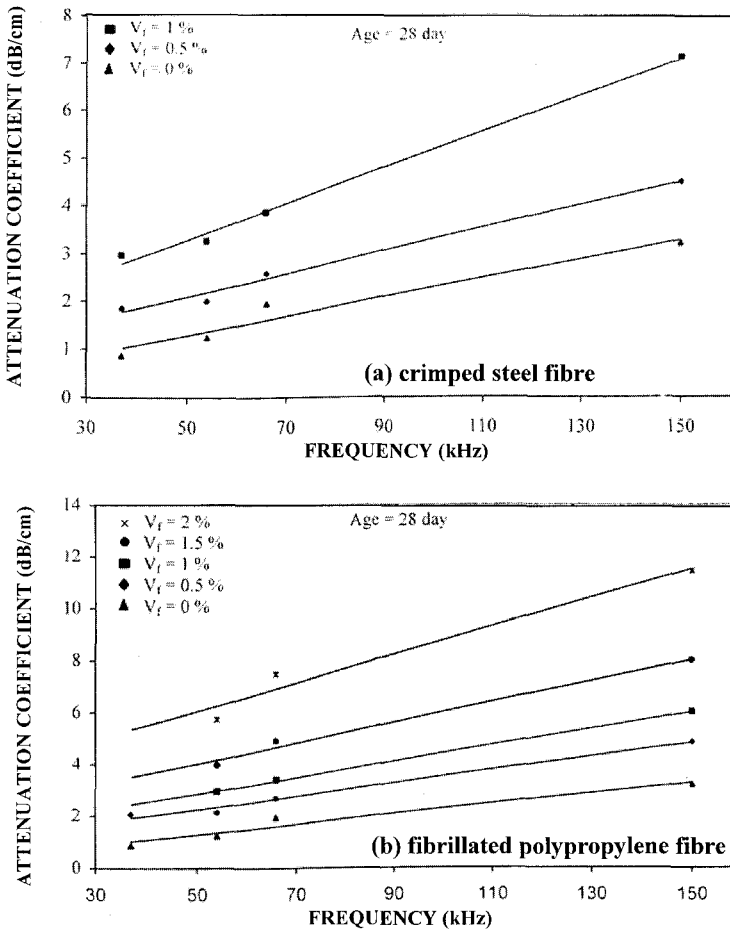 ATTENUATION COEFFICIENT (dB/cm)
8
7
6
5
4
3
2
1
0
V_f = 1 %
V_f = 0.5 %
V_f = 0 %
Age = 28 day
(a) crimped steel fibre
30
50
70
90
110
130
150
FREQUENCY (kHz)
ATTENUATION COEFFICIENT (dB/cm)
14
12
10
8
6
4
2
0
V_f = 2 %
V_f = 1.5 %
V_f = 1 %
V_f = 0.5 %
V_f = 0 %
Age = 28 day
(b) fibrillated polypropylene fibre
30
50
70
90
110
130
150
FREQUENCY (kHz)